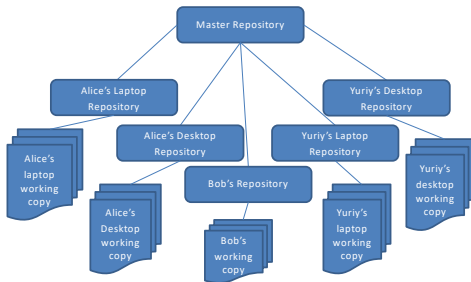 Master Repository
Alice's Laptop
Repository
Yuriy's Desktop
Repository
Alice's Desktop
Repository
Yuriy's Laptop
Repository
Bob's Repository
Alice's
laptop
working
copy
Alice's
Desktop
working
copy
Bob's
working
copy
Yuriy's
laptop
working
copy
Yuriy's
desktop
working
copy